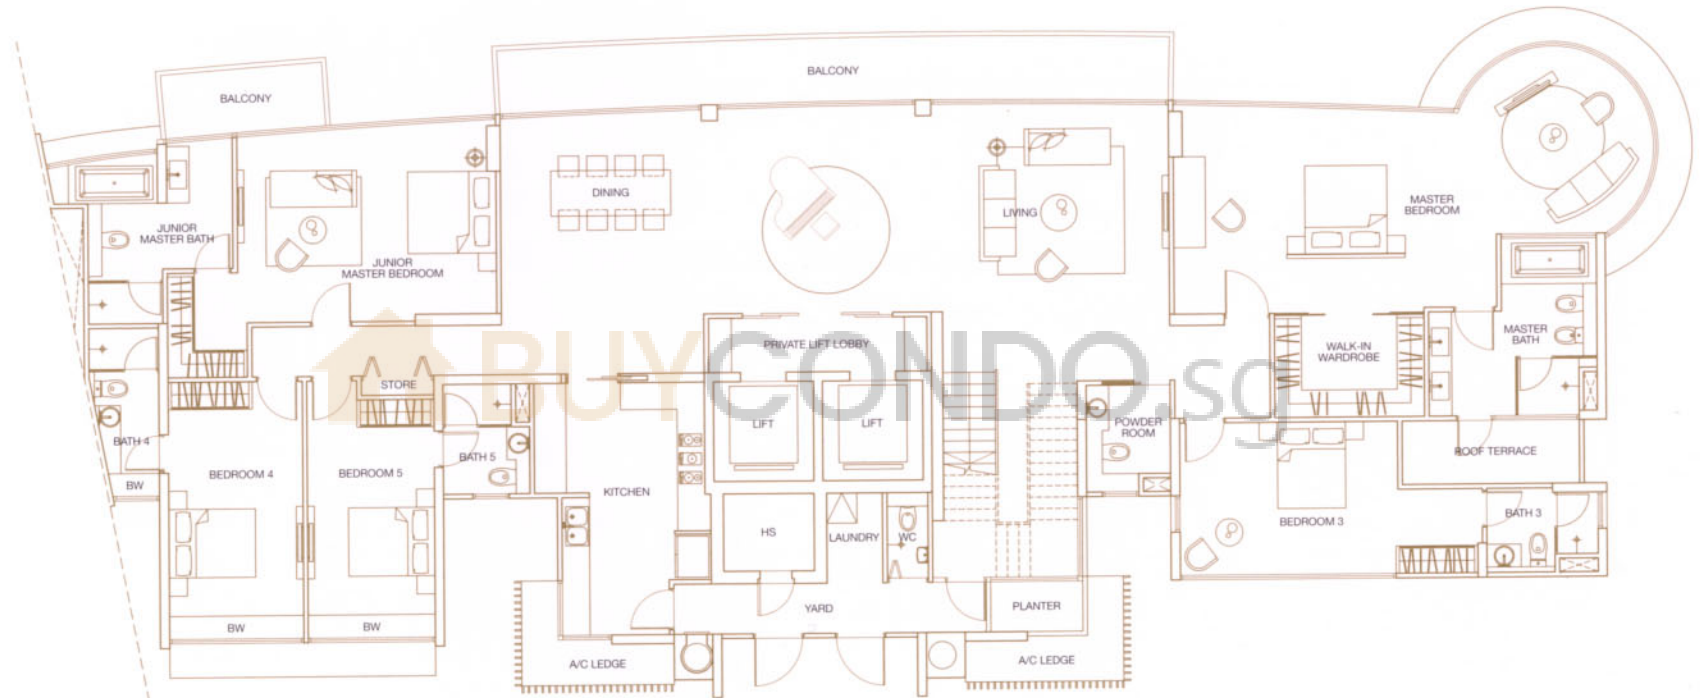 BALCONY
BALCONY
DINING
LIVING
MASTER
BEDROOM
JUNIOR
MASTER BATH
JUNIOR
MASTER BEDROOM
PRIVATE LIFT LOBBY
WALK-IN
WARDROBE
MASTER
BATH
BUYCONDO.sg
STORE
LIFT
LIFT
POWDER
ROOM
BATH 4
BATH 5
ROOF TERRACE
BEDROOM 4
BEDROOM 5
BW
KITCHEN
BEDROOM 3
BATH 3
HS
LAUNDRY
WC
YARD
PLANTER
BW
BW
A/C LEDGE
A/C LEDGE